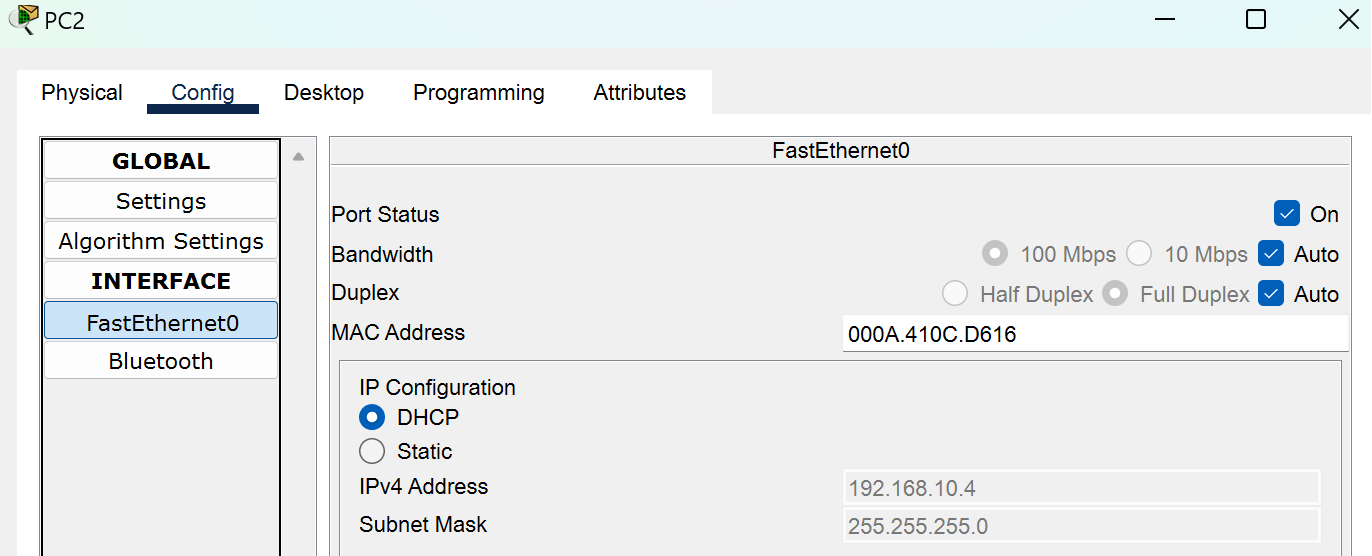 PC2
Physical Config Desktop Programming Attributes
GLOBAL
Settings
Algorithm Settings
INTERFACE
FastEthernet0
Bluetooth
FastEthernet0
Port Status On
Bandwidth 100 Mbps 10 Mbps Auto
Duplex Half Duplex Full Duplex Auto
MAC Address 000A.410C.D616
IP Configuration
DHCP
Static
IPv4 Address 192.168.10.4
Subnet Mask 255.255.255.0